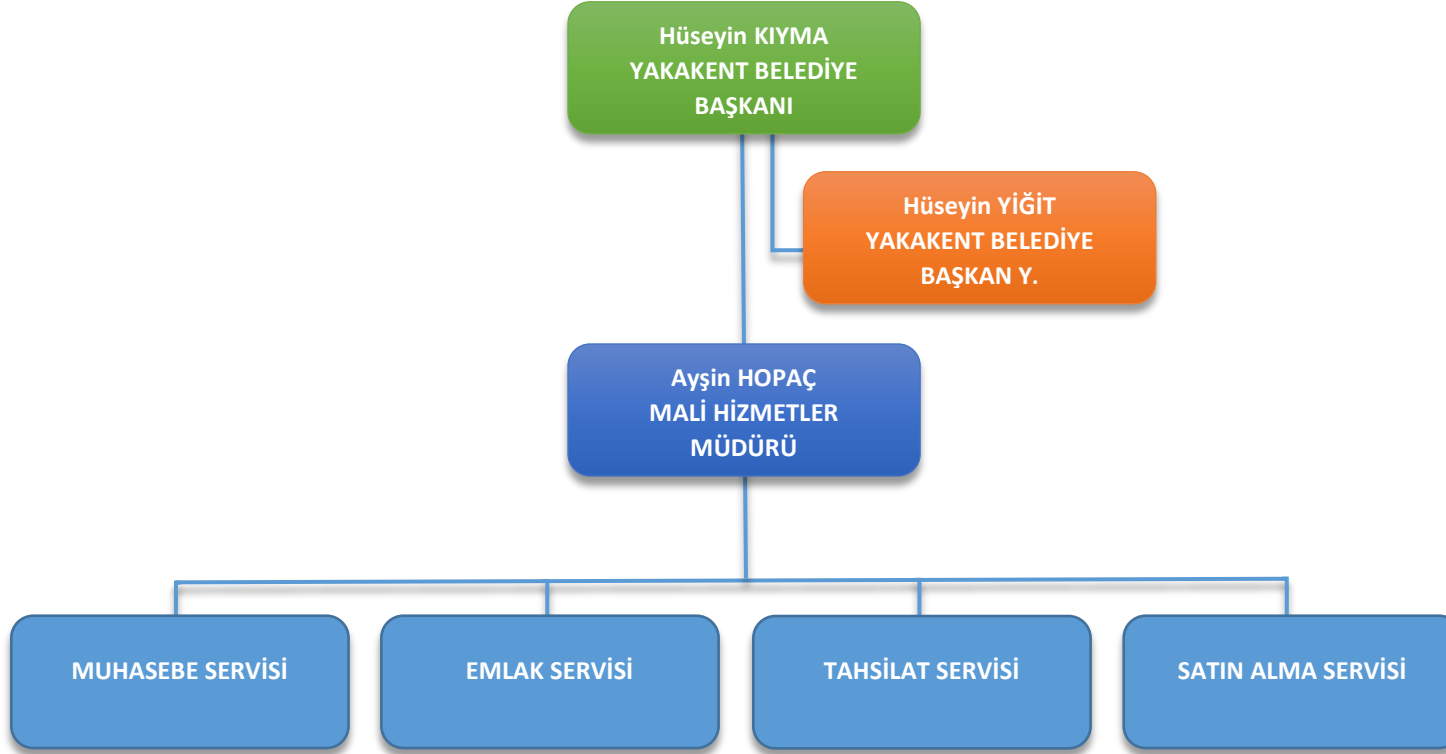 Hüseyin KIYMA
YAKAKENT BELEDİYE
BAŞKANI
Hüseyin YİĞİT
YAKAKENT BELEDİYE
BAŞKAN Y.
Ayşin HOPAÇ
MALİ HİZMETLER
MÜDÜRÜ
MUHASEBE SERVİSİ
EMLAK SERVİSİ
TAHSİLAT SERVİSİ
SATIN ALMA SERVİSİ